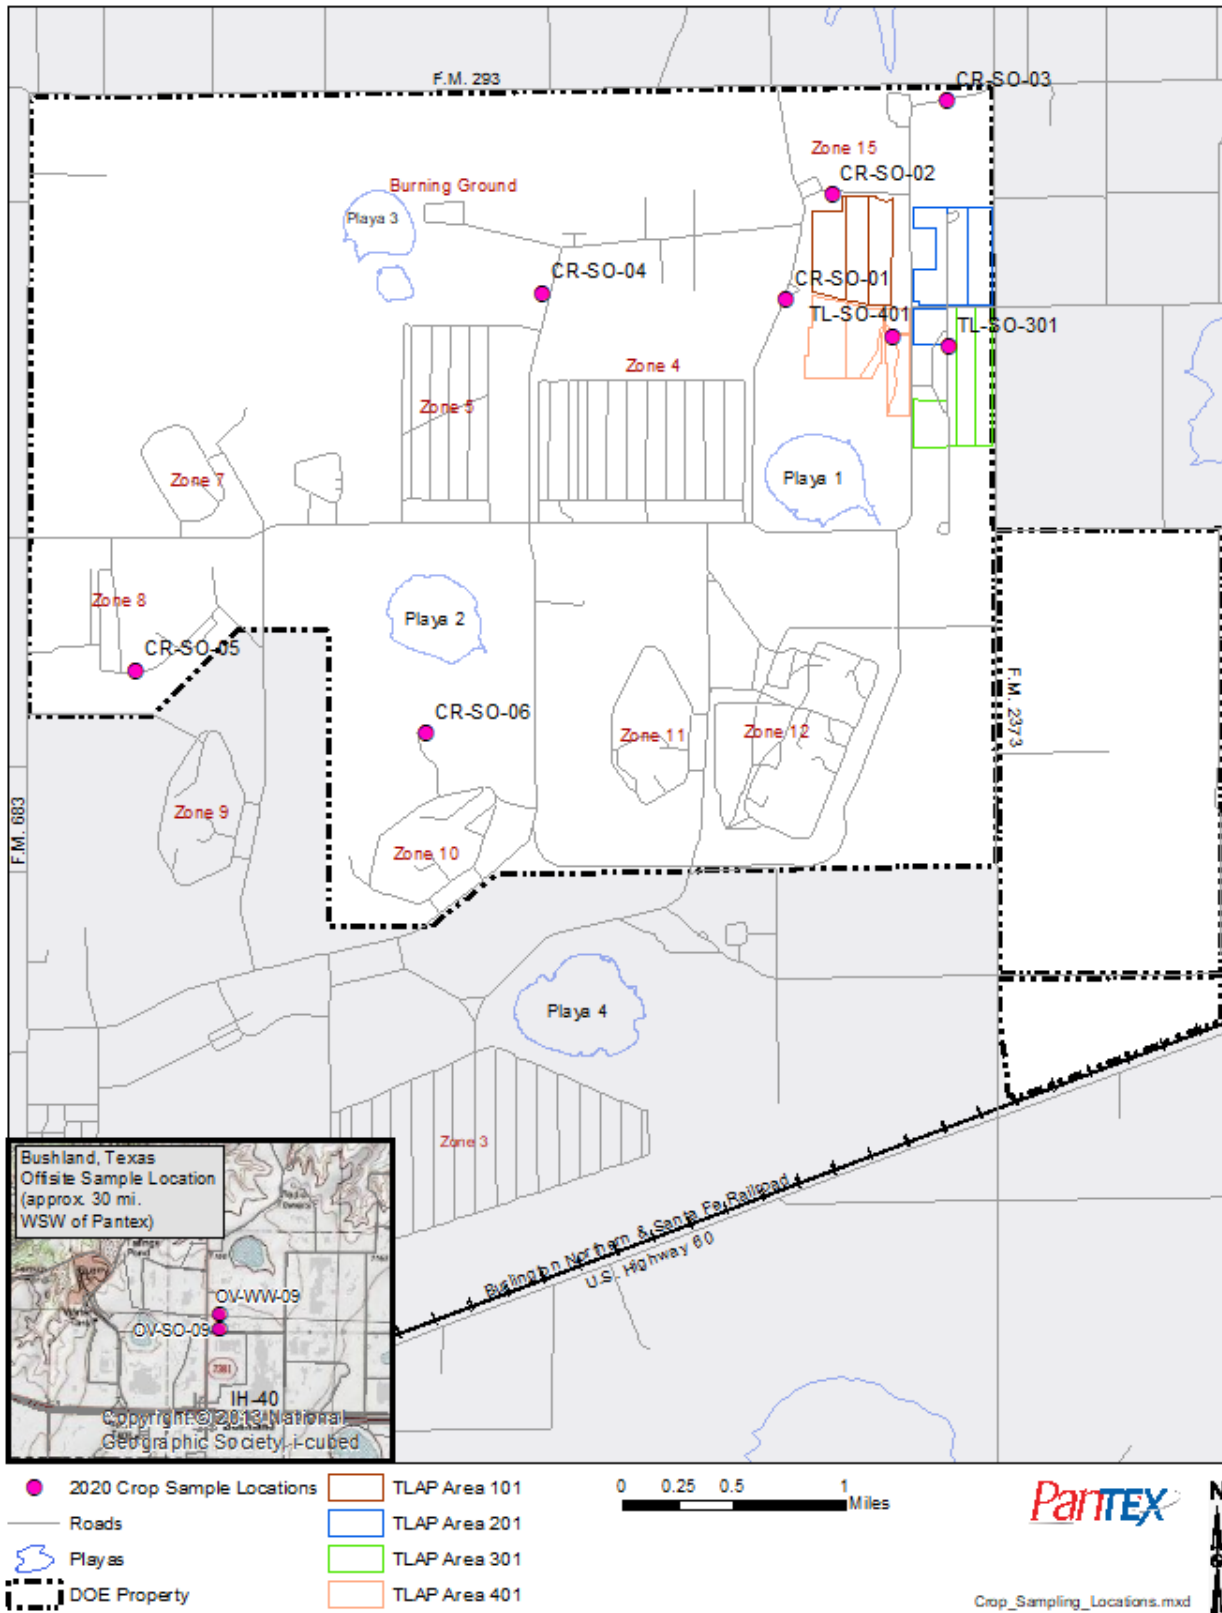 F.M. 293
CR-SO-03
Zone 15
CR-SO-02
Burning Ground
Playa 3
CR-SO-04
CR-SO-01
TL-SO-401
TL-SO-301
Zone 4
Zone 5
Zone 7
Playa 1
Zone 8
Playa 2
CR-SO-05
F.M. 2373
CR-SO-06
Zone 11
Zone 12
F.M. 683
Zone 9
Zone 10
Playa 4
Zone 3
Burlington Northern & Santa Fe Railroad
U.S. Highway 60
Bushland, Texas
Offsite Sample Location
(approx. 30 mi.
WSW of Pantex)
OV-WW-09
OV-SO-09
7381
IH-40
Copyright:© 2013 National
Geographic Society, i-cubed
2020 Crop Sample Locations
Roads
Playas
DOE Property
TLAP Area 101
TLAP Area 201
TLAP Area 301
TLAP Area 401
0 0.25 0.5 1
Miles
PanTEX
N
Crop_Sampling_Locations.mxd